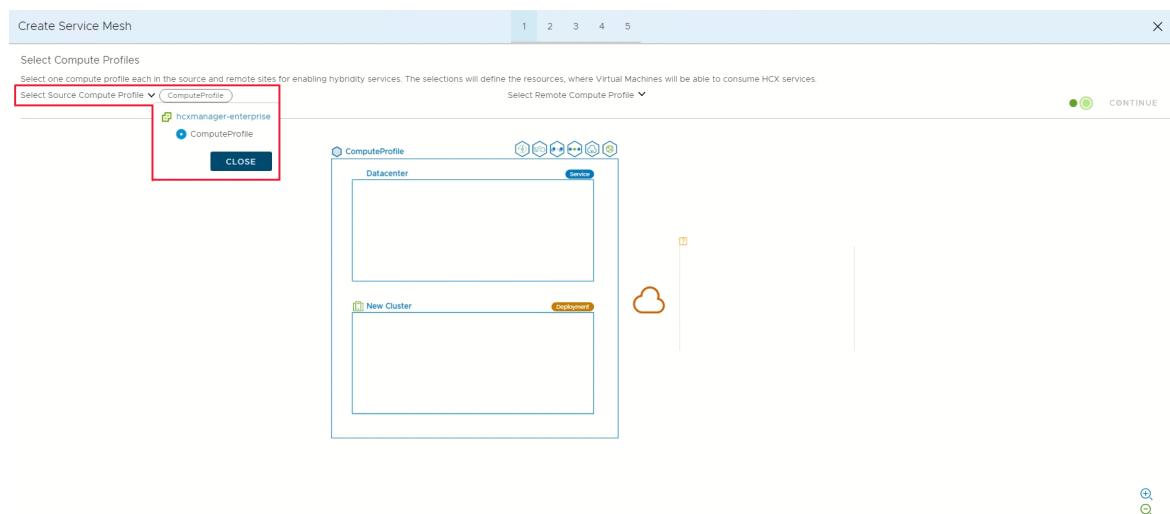 Create Service Mesh
1 2 3 4 5
Select Compute Profiles
Select one compute profile each in the source and remote sites for enabling hybridity services. The selections will define the resources, where Virtual Machines will be able to consume HCX services.
Select Source Compute Profile ComputeProfile Select Remote Compute Profile
CONTINUE
hcxmanager-enterprise
ComputeProfile
CLOSE
ComputeProfile
Datacenter Service
?
New Cluster Deployment